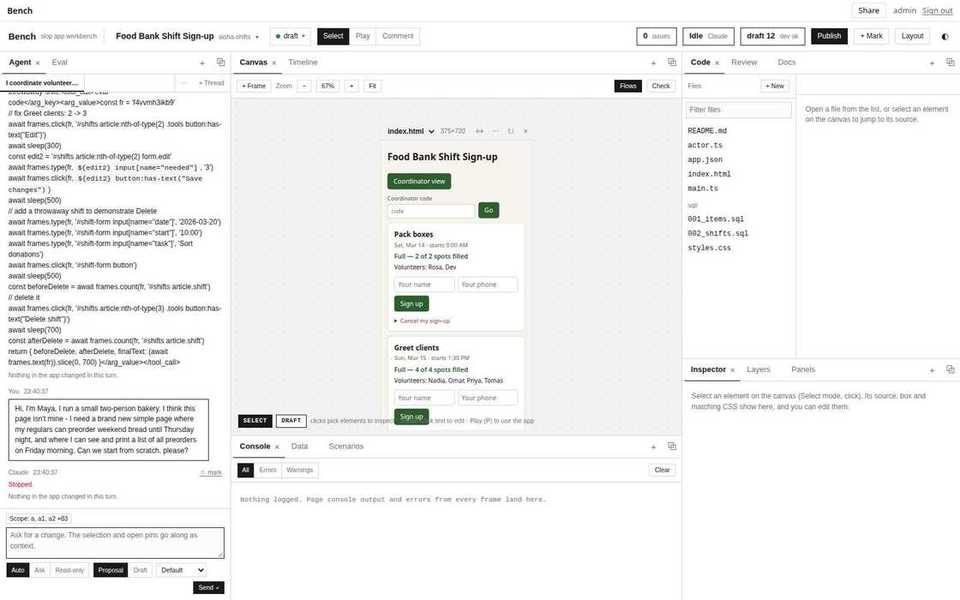 Bench
Share
admin
Sign out
Bench
slop app workbench
Food Bank Shift Sign-up
aloha-shifts
draft
Select
Play
Comment
0 issues
Idle Claude
draft 12 dev ok
Publish
+ Mark
Layout
Agent
Eval
I coordinate volunteer…
+ Thread
code</arg_key><arg_value>const fr = 'f4vvmh3ikb9'
// fix Greet clients: 2 -> 3
await frames.click(fr, '#shifts article:nth-of-type(2) .tools button:has-
text("Edit")')
await sleep(300)
const edit2 = '#shifts article:nth-of-type(2) form.edit'
await frames.type(fr, ${edit2} input[name="needed"] , '3')
await frames.click(fr, ${edit2} button:has-text("Save
changes") )
await sleep(500)
// add a throwaway shift to demonstrate Delete
await frames.type(fr, '#shift-form input[name="date"]', '2026-03-20')
await frames.type(fr, '#shift-form input[name="start"]', '10:00')
await frames.type(fr, '#shift-form input[name="task"]', 'Sort
donations')
await frames.click(fr, '#shift-form button')
await sleep(500)
const beforeDelete = await frames.count(fr, '#shifts article.shift')
// delete it
await frames.click(fr, '#shifts article:nth-of-type(3) .tools button:has-
text("Delete shift")')
await sleep(700)
const afterDelete = await frames.count(fr, '#shifts article.shift')
return { beforeDelete, afterDelete, finalText: (await
frames.text(fr)).slice(0, 700) }</arg_value></tool_call>
Nothing in the app changed in this turn.
You 23:40:37
Hi, I'm Maya, I run a small two-person bakery. I think this
page isn't mine - I need a brand new simple page where
my regulars can preorder weekend bread until Thursday
night, and where I can see and print a list of all preorders
on Friday morning. Can we start from scratch, please?
Claude 23:40:37
mark
Stopped.
Nothing in the app changed in this turn.
Scope: a, a1, a2 +83
Ask for a change. The selection and open pins go along as
context.
Auto
Ask
Read-only
Proposal
Draft
Default
Send
Canvas
Timeline
+ Frame
Zoom
67%
Fit
Flows
Check
index.html
375×720
Food Bank Shift Sign-up
Coordinator view
Coordinator code
code
Go
Pack boxes
Sat, Mar 14 · starts 9:00 AM
Full — 2 of 2 spots filled
Volunteers: Rosa, Dev
Your name
Your phone
Sign up
Cancel my sign-up
Greet clients
Sun, Mar 15 · starts 1:30 PM
Full — 4 of 4 spots filled
Volunteers: Nadia, Omar, Priya, Tomas
Your name
Your phone
Sign up
SELECT
DRAFT
clicks pick elements to inspec
k text to edit · Play (P) to use the app
Console
Data
Scenarios
All
Errors
Warnings
Clear
Nothing logged. Page console output and errors from every frame land here.
Code
Review
Docs
Files
+ New
Filter files
README.md
actor.ts
app.json
index.html
main.ts
sql
001_items.sql
002_shifts.sql
styles.css
Open a file from the list, or select an element
on the canvas to jump to its source.
Inspector
Layers
Panels
Select an element on the canvas (Select mode, click). Its source, box and
matching CSS show here, and you can edit them.